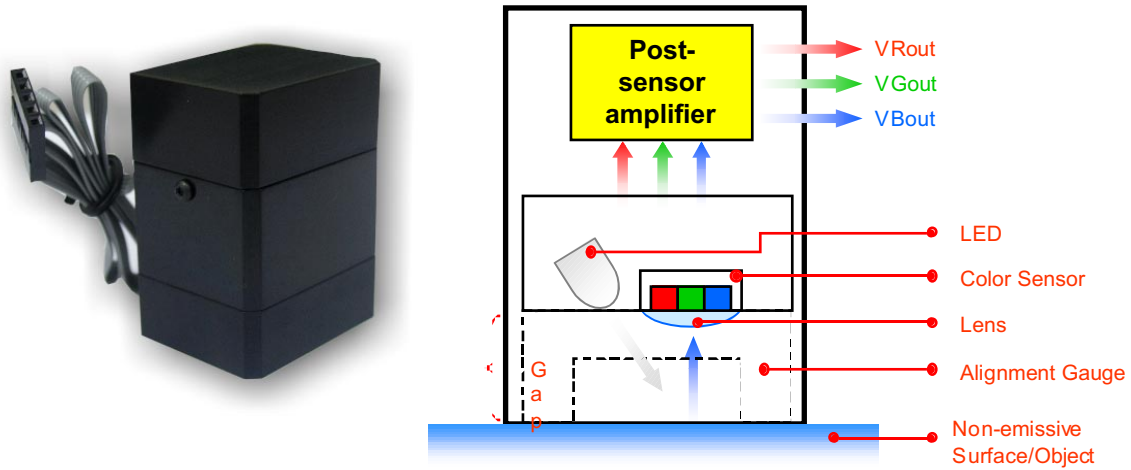 Post-
sensor
amplifier
VRout
VGout
VBout
LED
Color Sensor
Lens
G
a
p
Alignment Gauge
Non-emissive
Surface/Object